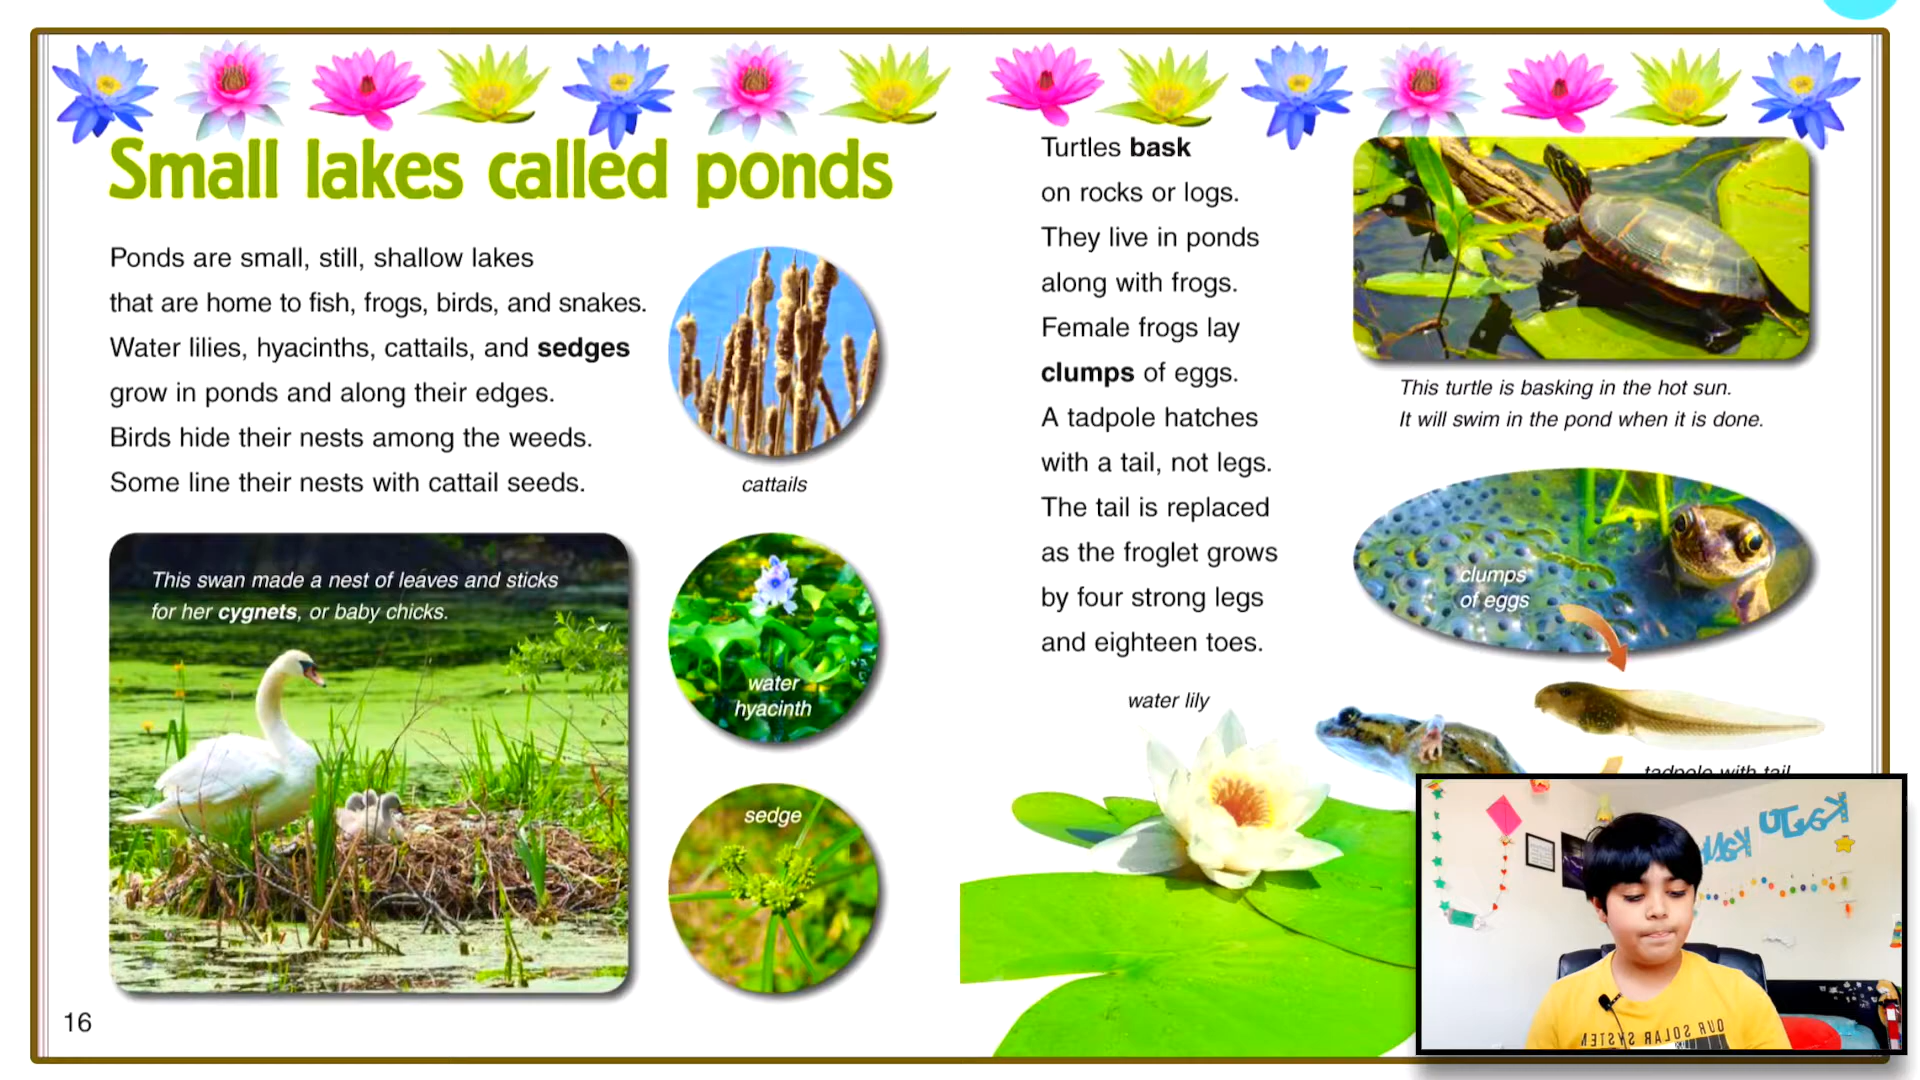 Small lakes called ponds
Ponds are small, still, shallow lakes
that are home to fish, frogs, birds, and snakes.
Water lilies, hyacinths, cattails, and sedges
grow in ponds and along their edges.
Birds hide their nests among the weeds.
Some line their nests with cattail seeds.
cattails
This swan made a nest of leaves and sticks
for her cygnets, or baby chicks.
water
hyacinth
sedge
16
Turtles bask
on rocks or logs.
They live in ponds
along with frogs.
Female frogs lay
clumps of eggs.
A tadpole hatches
with a tail, not legs.
The tail is replaced
as the froglet grows
by four strong legs
and eighteen toes.
This turtle is basking in the hot sun.
It will swim in the pond when it is done.
clumps
of eggs
water lily
tadpole with tail
OUR SOLAR SYSTEM